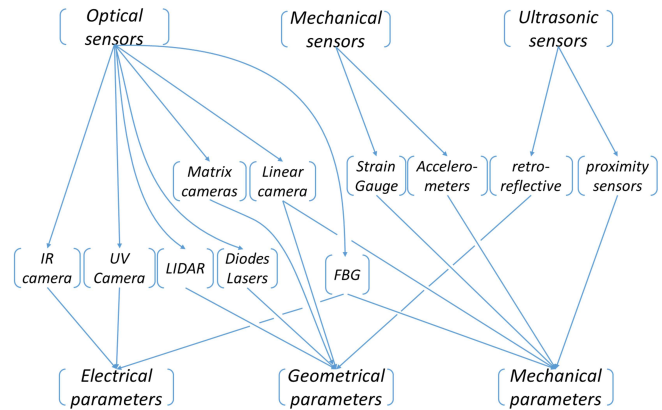 Optical
sensors
Mechanical
sensors
Ultrasonic
sensors
Matrix
cameras
Linear
camera
Strain
Gauge
Accelero-
meters
retro-
reflective
proximity
sensors
IR
camera
UV
Camera
LIDAR
Diodes
Lasers
FBG
Electrical
parameters
Geometrical
parameters
Mechanical
parameters